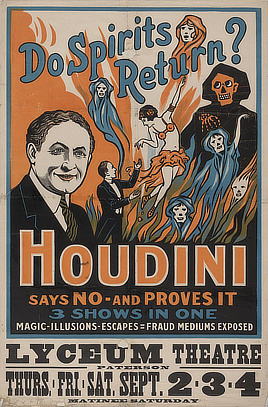 Do Spirits
Return?
HOUDINI
SAYS NO-AND PROVES IT
3 SHOWS IN ONE
MAGIC-ILLUSIONS-ESCAPES=FRAUD MEDIUMS EXPOSED
LYCEUM THEATRE
PATERSON
THURS. FRI. SAT. SEPT. 2·3·4
MATINEE SATURDAY